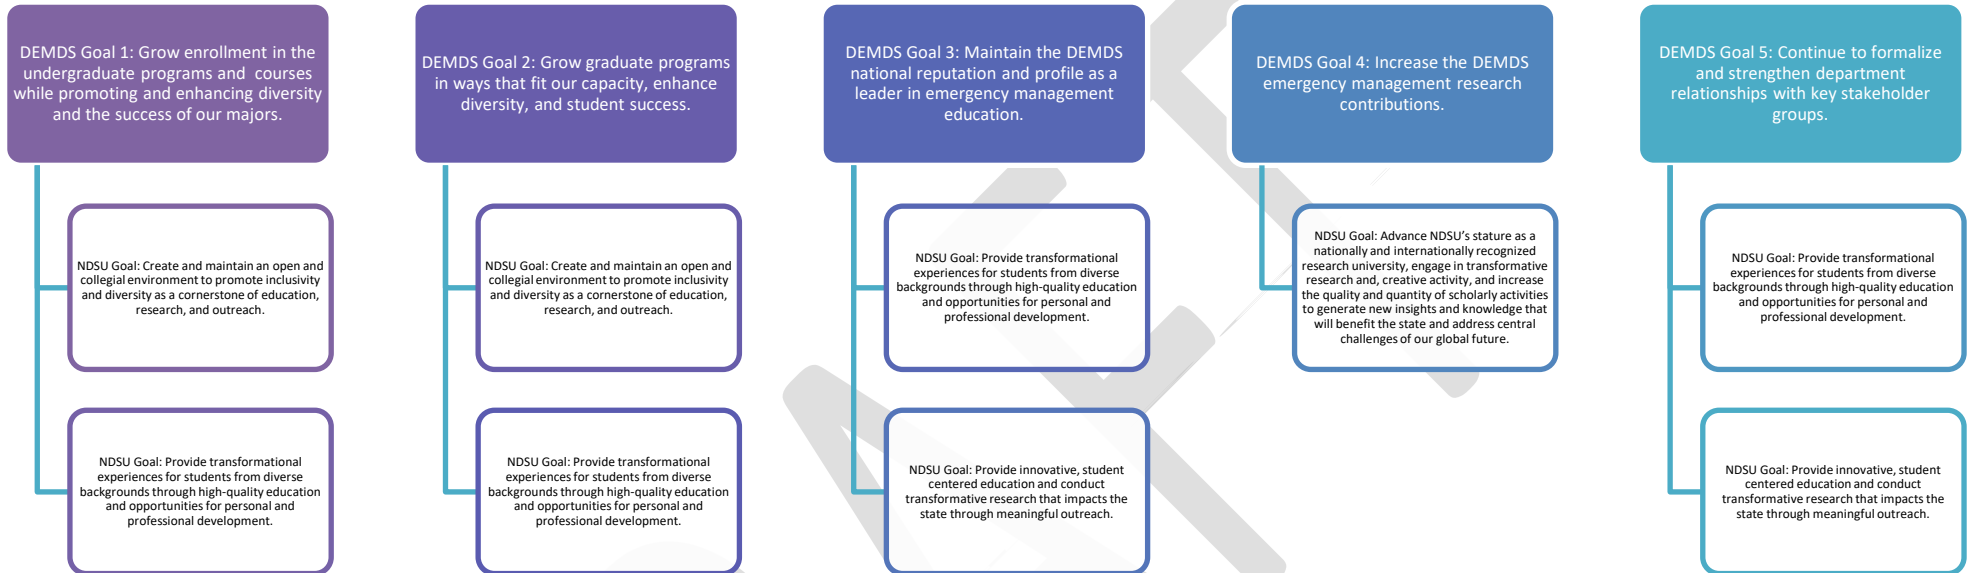 DEMDS Goal 1: Grow enrollment in the
undergraduate programs and courses
while promoting and enhancing diversity
and the success of our majors.
NDSU Goal: Create and maintain an open and
collegial environment to promote inclusivity
and diversity as a cornerstone of education,
research, and outreach.
NDSU Goal: Provide transformational
experiences for students from diverse
backgrounds through high-quality education
and opportunities for personal and
professional development.
DEMDS Goal 2: Grow graduate programs
in ways that fit our capacity, enhance
diversity, and student success.
NDSU Goal: Create and maintain an open and
collegial environment to promote inclusivity
and diversity as a cornerstone of education,
research, and outreach.
NDSU Goal: Provide transformational
experiences for students from diverse
backgrounds through high-quality education
and opportunities for personal and
professional development.
DEMDS Goal 3: Maintain the DEMDS
national reputation and profile as a
leader in emergency management
education.
NDSU Goal: Provide transformational
experiences for students from diverse
backgrounds through high-quality education
and opportunities for personal and
professional development.
NDSU Goal: Provide innovative, student
centered education and conduct
transformative research that impacts the
state through meaningful outreach.
DEMDS Goal 4: Increase the DEMDS
emergency management research
contributions.
NDSU Goal: Advance NDSU's stature as a
nationally and internationally recognized
research university, engage in transformative
research and, creative activity, and increase
the quality and quantity of scholarly activities
to generate new insights and knowledge that
will benefit the state and address central
challenges of our global future.
DEMDS Goal 5: Continue to formalize
and strengthen department
relationships with key stakeholder
groups.
NDSU Goal: Provide transformational
experiences for students from diverse
backgrounds through high-quality education
and opportunities for personal and
professional development.
NDSU Goal: Provide innovative, student
centered education and conduct
transformative research that impacts the
state through meaningful outreach.